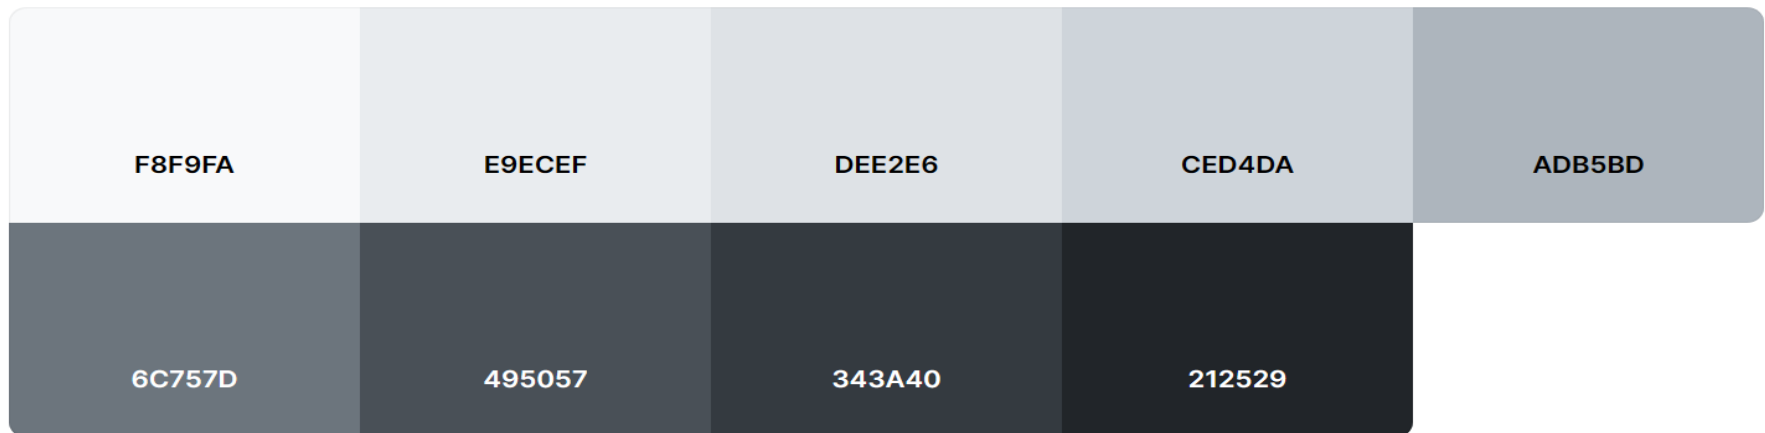 F8F9FA
E9ECEF
DEE2E6
CED4DA
ADB5BD
6C757D
495057
343A40
212529